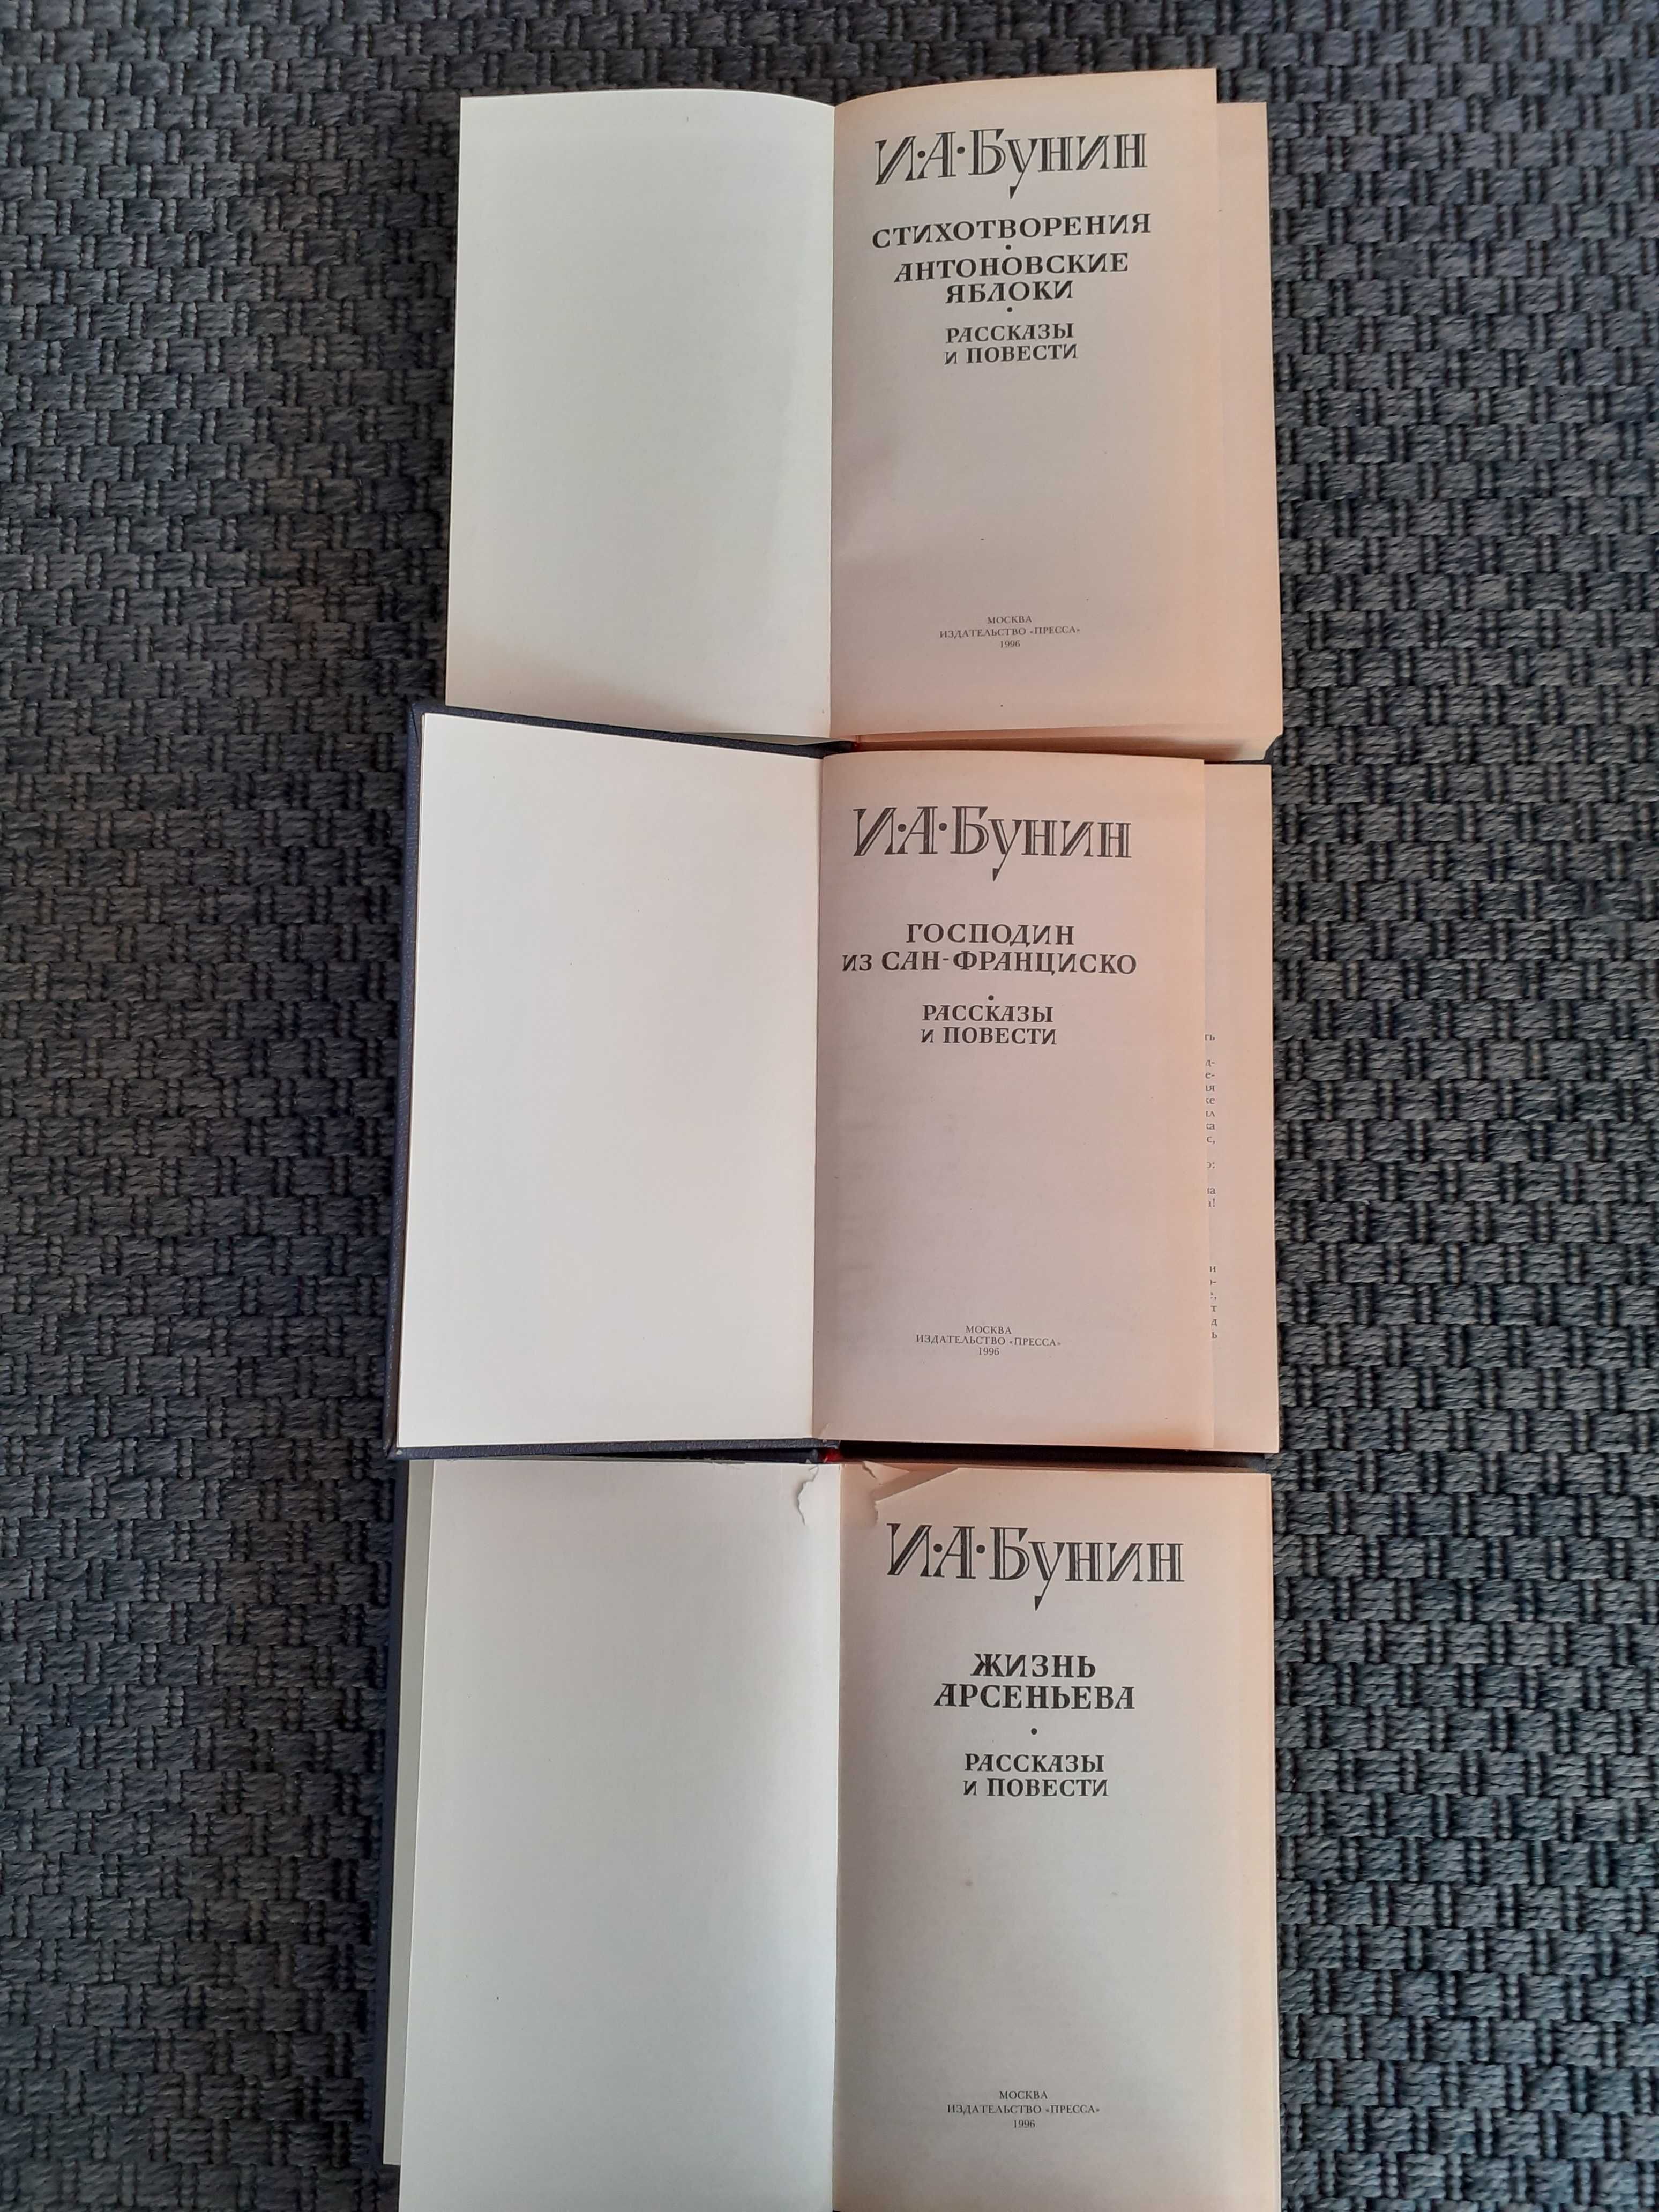 И·А·Бунин
СТИХОТВОРЕНИЯ
•
АНТОНОВСКИЕ
ЯБЛОКИ
•
РАССКАЗЫ
И ПОВЕСТИ
МОСКВА
ИЗДАТЕЛЬСТВО «ПРЕССА»
1996
И·А·Бунин
ГОСПОДИН
ИЗ САН-ФРАНЦИСКО
•
РАССКАЗЫ
И ПОВЕСТИ
МОСКВА
ИЗДАТЕЛЬСТВО «ПРЕССА»
1996
И·А·Бунин
ЖИЗНЬ
АРСЕНЬЕВА
•
РАССКАЗЫ
И ПОВЕСТИ
МОСКВА
ИЗДАТЕЛЬСТВО «ПРЕССА»
1996